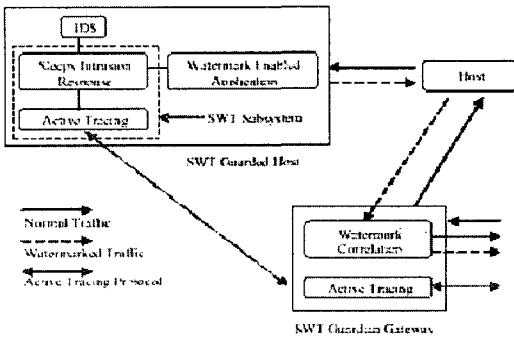 IDS
Sleepy Intrusion
Response
Watermark Enabled
Application
Host
Active Tracing
SWT Subsystem
SWT Guarded Host
Normal Traffic
Watermarked Traffic
Active Tracing Protocol
Watermark
Correlation
Active Tracing
SWT Guardian Gateway